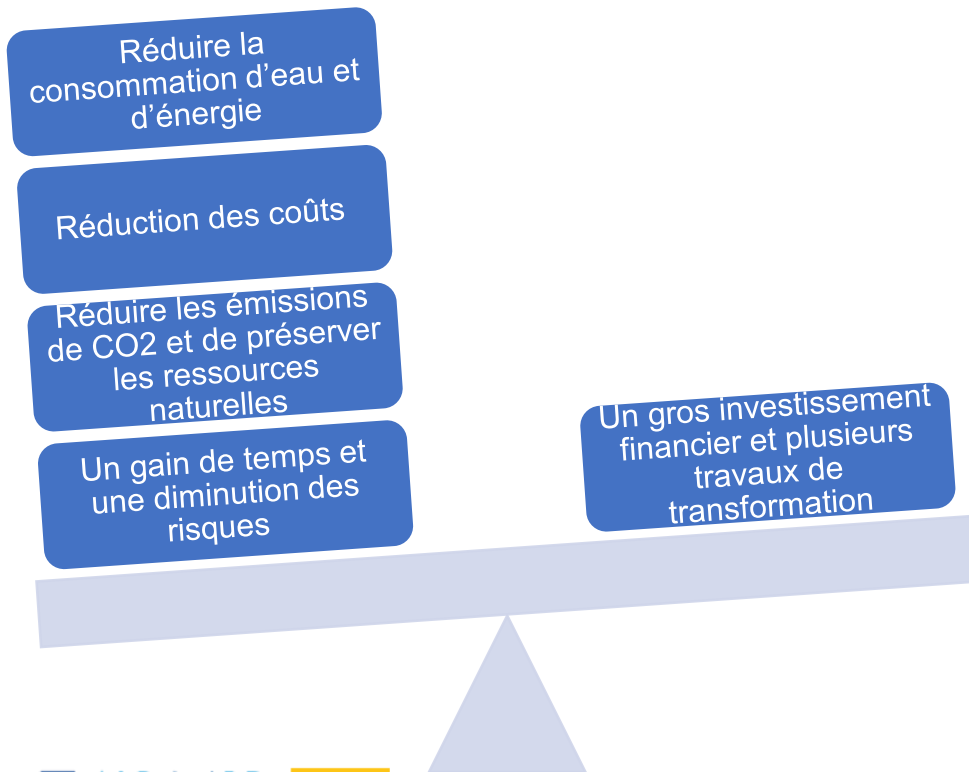 Réduire la
consommation d’eau et
d’énergie
Réduction des coûts
Réduire les émissions
de CO2 et de préserver
les ressources
naturelles
Un gain de temps et
une diminution des
risques
Un gros investissement
financier et plusieurs
travaux de
transformation